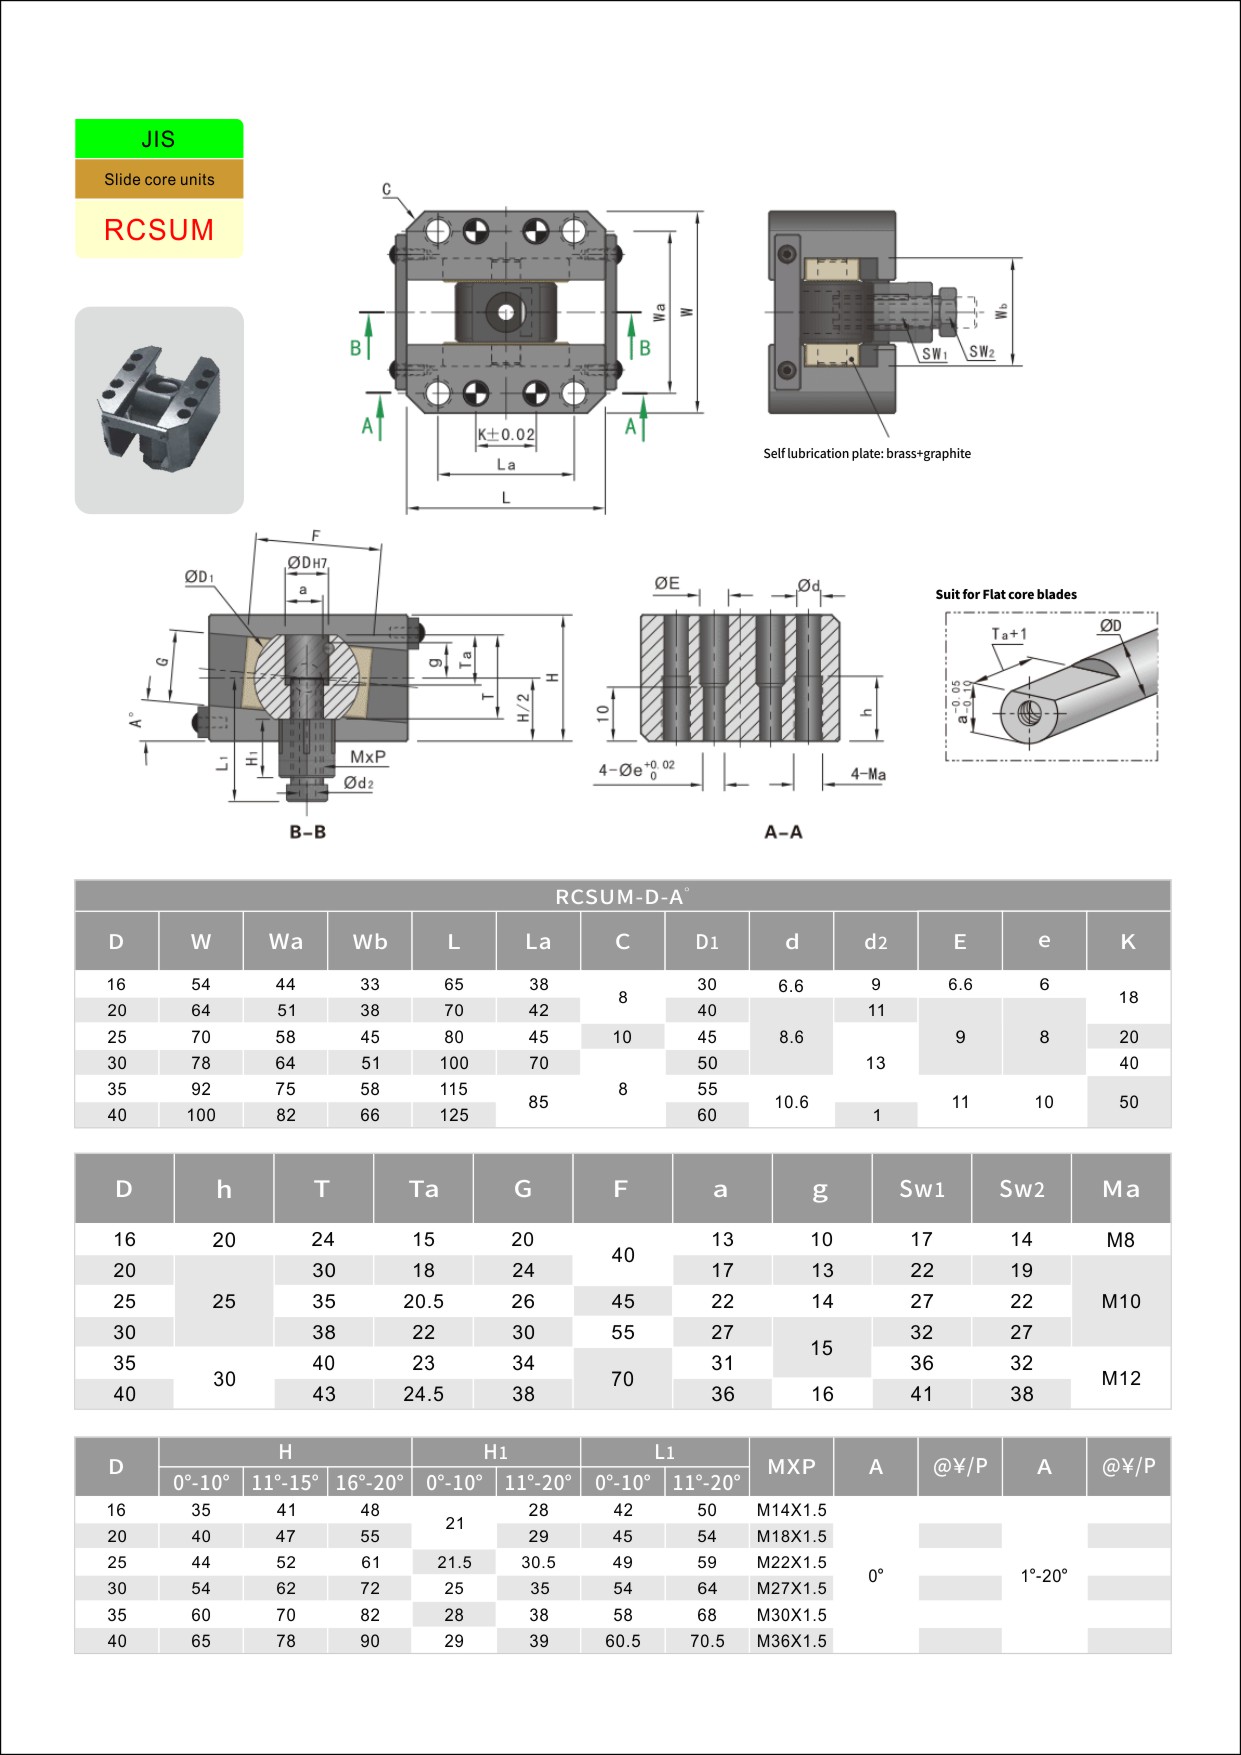 JIS
Slide core units
RCSUM
C
Wa
W
B
B
A
A
K±0.02
La
L
Wb
SW1
SW2
Self lubrication plate: brass+graphite
F
ØDH7
ØD1
a
G
A°
g
Ta
T
H/2
H
L1
H1
MxP
Ød2
B-B
ØE
Ød
10
h
4-Øe+0.02 0
4-Ma
A-A
Suit for Flat core blades
Ta+1
ØD
a-0.05 -0.10
RCSUM-D-A°
D W Wa Wb L La C D1 d d2 E e K
16 54 44 33 65 38 8 30 6.6 9 6.6 6 18
20 64 51 38 70 42 40 8.6 11 9 8
25 70 58 45 80 45 10 45 13 20
30 78 64 51 100 70 8 50 40
35 92 75 58 115 85 55 10.6 11 10 50
40 100 82 66 125 60 1
D h T Ta G F a g Sw1 Sw2 Ma
16 20 24 15 20 40 13 10 17 14 M8
20 25 30 18 24 17 13 22 19 M10
25 35 20.5 26 45 22 14 27 22
30 38 22 30 55 27 15 32 27
35 30 40 23 34 70 31 36 32 M12
40 43 24.5 38 36 16 41 38
D H H1 L1 MXP A @¥/P A @¥/P
0°-10° 11°-15° 16°-20° 0°-10° 11°-20° 0°-10° 11°-20°
16 35 41 48 21 28 42 50 M14X1.5 0° 1°-20°
20 40 47 55 29 45 54 M18X1.5
25 44 52 61 21.5 30.5 49 59 M22X1.5
30 54 62 72 25 35 54 64 M27X1.5
35 60 70 82 28 38 58 68 M30X1.5
40 65 78 90 29 39 60.5 70.5 M36X1.5